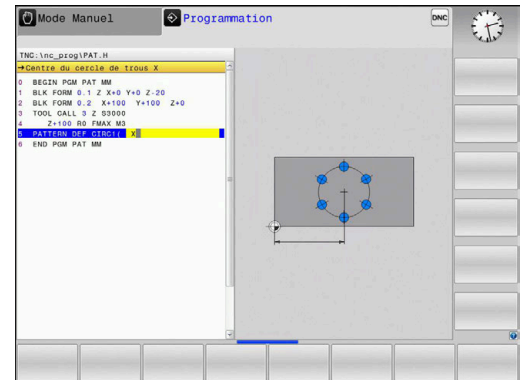 Mode Manuel
Programmation
DNC
TNC:\nc_prog\PAT.H
→Centre du cercle de trous X
0 BEGIN PGM PAT MM
1 BLK FORM 0.1 Z X+0 Y+0 Z-20
2 BLK FORM 0.2 X+100 Y+100 Z+0
3 TOOL CALL 3 Z S3000
4 Z+100 R0 FMAX M3
5 PATTERN DEF CIRC1( X
6 END PGM PAT MM